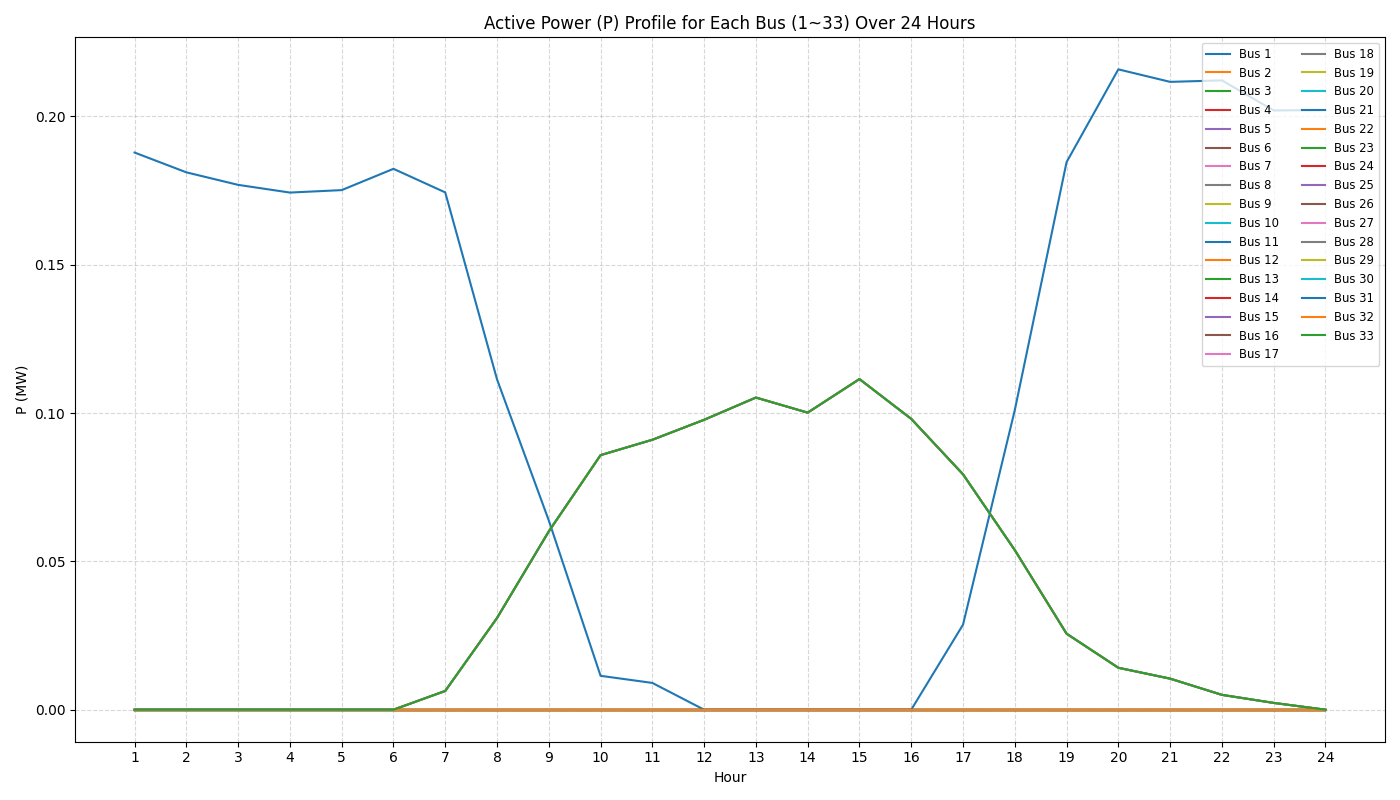 Active Power (P) Profile for Each Bus (1~33) Over 24 Hours
P (MW)
0.20
0.15
0.10
0.05
0.00
Bus 1
Bus 2
Bus 3
Bus 4
Bus 5
Bus 6
Bus 7
Bus 8
Bus 9
Bus 10
Bus 11
Bus 12
Bus 13
Bus 14
Bus 15
Bus 16
Bus 17
Bus 18
Bus 19
Bus 20
Bus 21
Bus 22
Bus 23
Bus 24
Bus 25
Bus 26
Bus 27
Bus 28
Bus 29
Bus 30
Bus 31
Bus 32
Bus 33
1 2 3 4 5 6 7 8 9 10 11 12 13 14 15 16 17 18 19 20 21 22 23 24
Hour